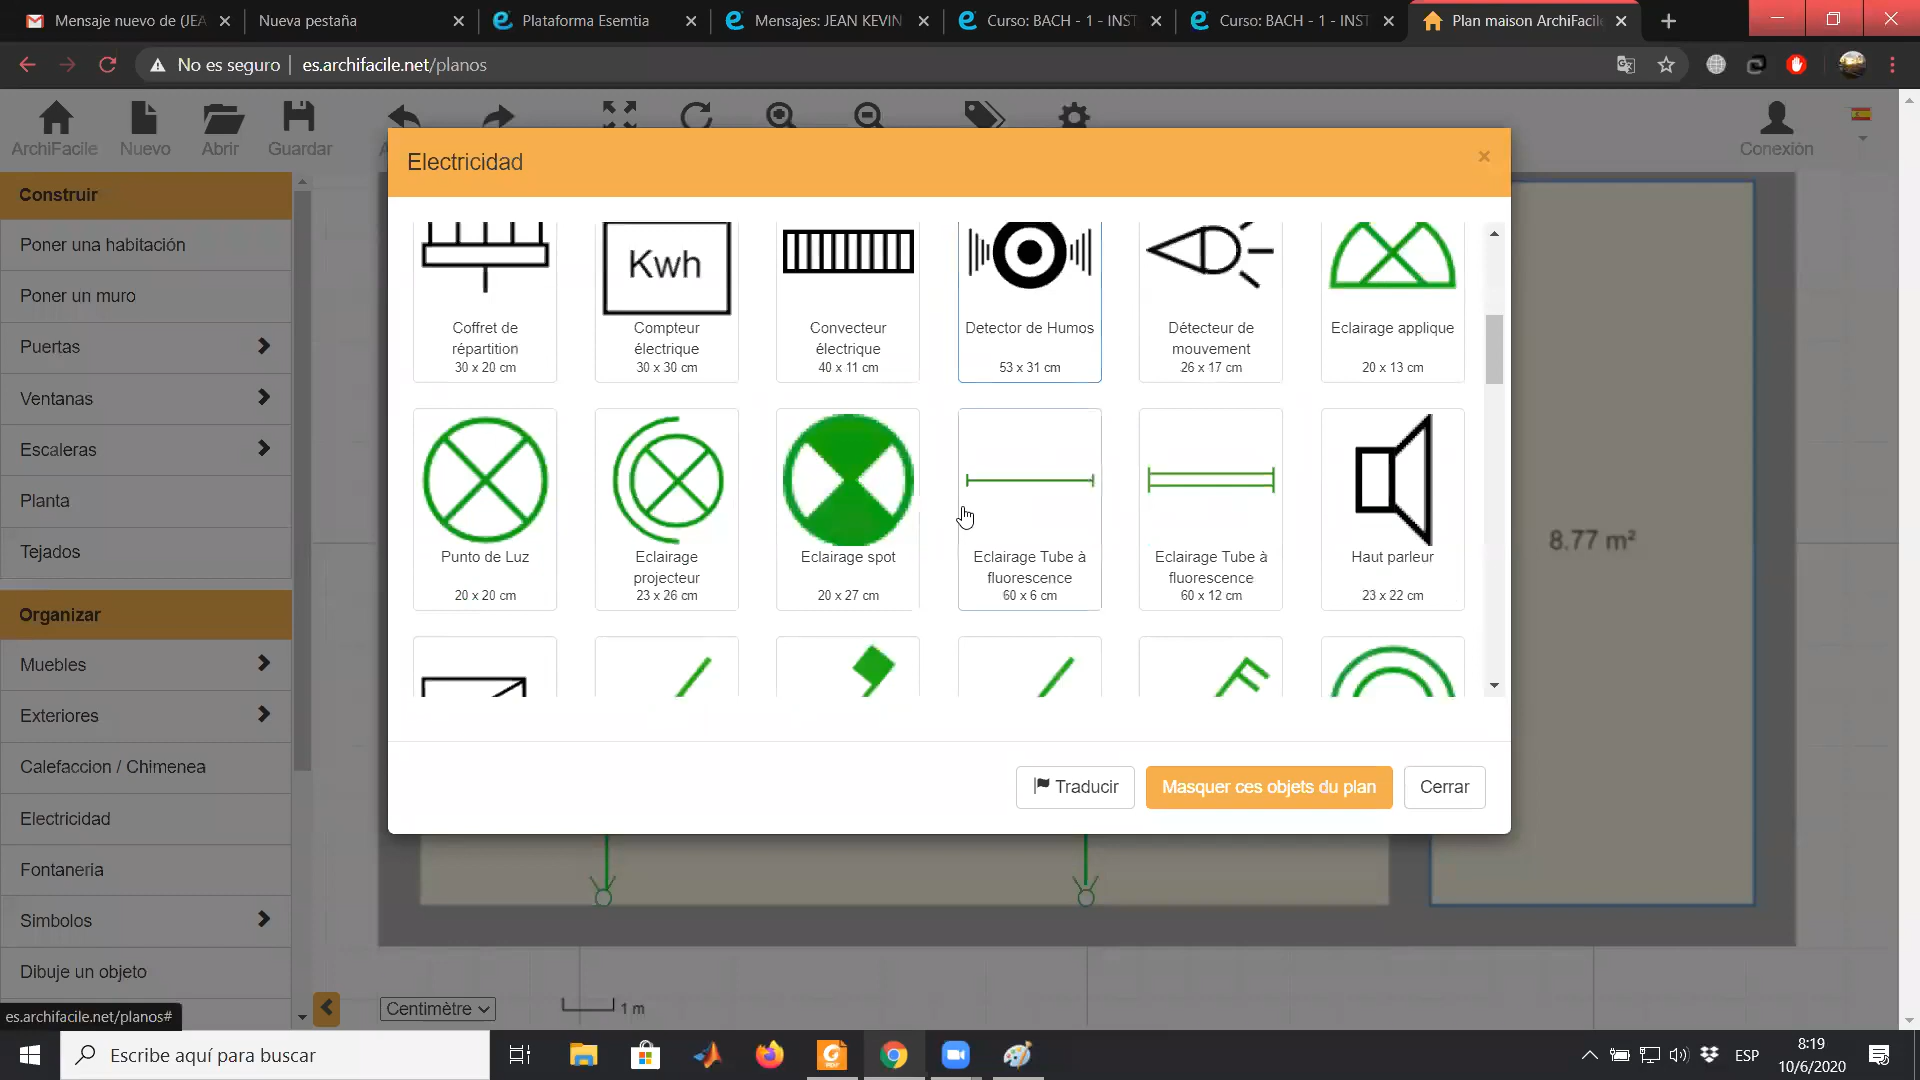 Mensaje nuevo de (JEA
Nueva pestaña
Plataforma Esemtia
Mensajes: JEAN KEVIN
Curso: BACH - 1 - INST
Curso: BACH - 1 - INST
Plan maison ArchiFacile
No es seguro
es.archifacile.net/planos
ArchiFacile
Nuevo
Abrir
Guardar
Conexión
Construir
Poner una habitación
Poner un muro
Puertas
Ventanas
Escaleras
Planta
Tejados
Organizar
Muebles
Exteriores
Calefaccion / Chimenea
Electricidad
Fontaneria
Simbolos
Dibuje un objeto
es.archifacile.net/planos#
Electricidad
Kwh
Coffret de
répartition
30 x 20 cm
Compteur
électrique
30 x 30 cm
Convecteur
électrique
40 x 11 cm
Detector de Humos
53 x 31 cm
Détecteur de
mouvement
26 x 17 cm
Eclairage applique
20 x 13 cm
Punto de Luz
20 x 20 cm
Eclairage
projecteur
23 x 26 cm
Eclairage spot
20 x 27 cm
Eclairage Tube à
fluorescence
60 x 6 cm
Eclairage Tube à
fluorescence
60 x 12 cm
Haut parleur
23 x 22 cm
Traducir
Masquer ces objets du plan
Cerrar
8.77 m²
Centimètre
1 m
Escribe aquí para buscar
ESP
8:19
10/6/2020